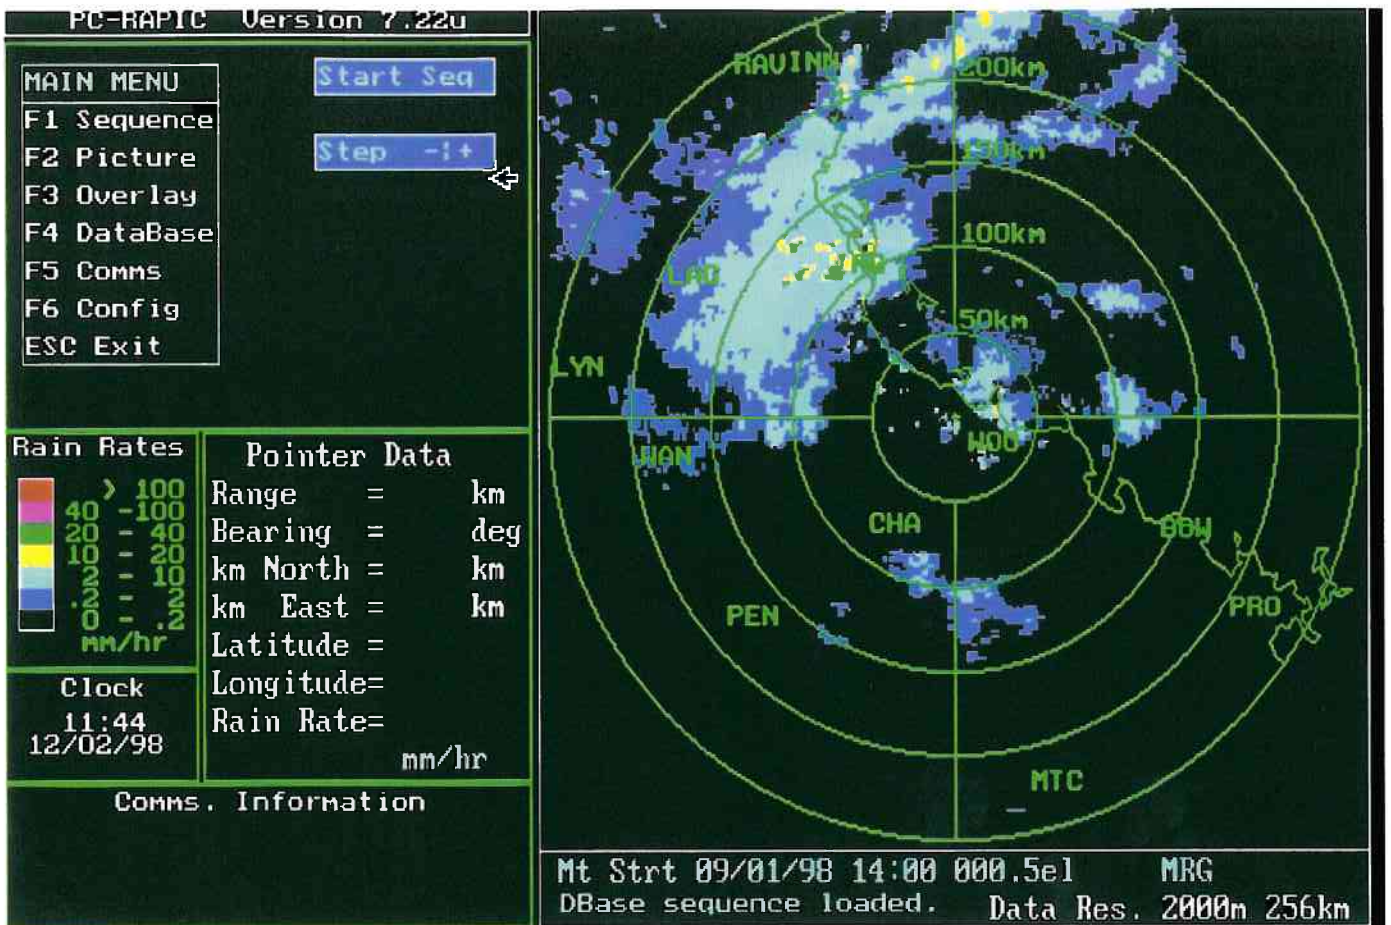 PC-RAPIC Version 7.22u
MAIN MENU
F1 Sequence
F2 Picture
F3 Overlay
F4 DataBase
F5 Comms
F6 Config
ESC Exit
Start Seq
Step -¦+
Rain Rates
> 100
40 -100
20 - 40
10 - 20
2 - 10
.2 - 2
0 - .2
mm/hr
Clock
11:44
12/02/98
Pointer Data
Range = km
Bearing = deg
km North = km
km East = km
Latitude =
Longitude=
Rain Rate=
mm/hr
Comms. Information
RAVINN
200km
150km
100km
50km
LYN
WOO
CHA
BOW
PEN
PRO
MTC
Mt Strt 09/01/98 14:00 000.5el MRG
DBase sequence loaded.
Data Res. 2000m 256km